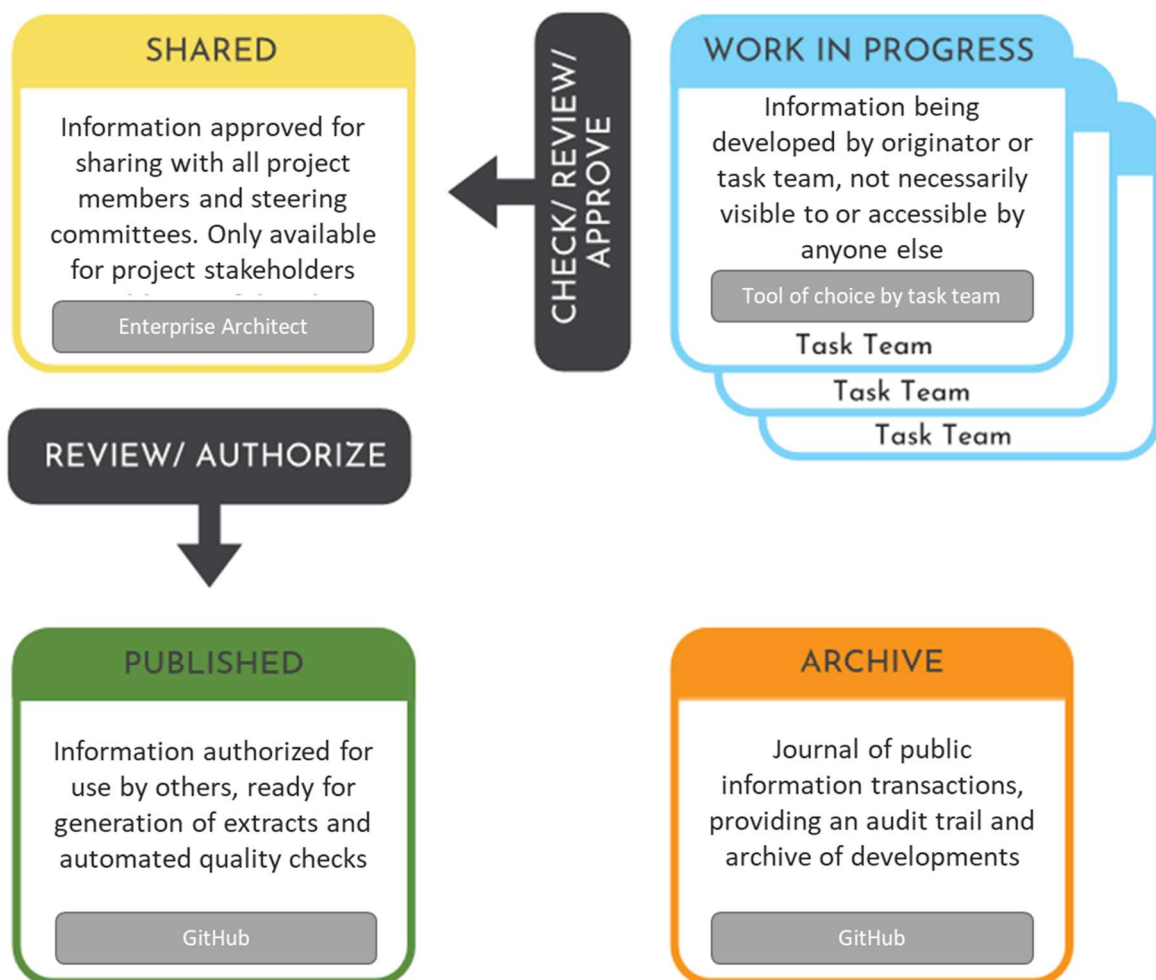 SHARED
Information approved for
sharing with all project
members and steering
committees. Only available
for project stakeholders
Enterprise Architect
CHECK/ REVIEW/
APPROVE
WORK IN PROGRESS
Information being
developed by originator or
task team, not necessarily
visible to or accessible by
anyone else
Tool of choice by task team
Task Team
Task Team
Task Team
REVIEW/ AUTHORIZE
PUBLISHED
Information authorized for
use by others, ready for
generation of extracts and
automated quality checks
GitHub
ARCHIVE
Journal of public
information transactions,
providing an audit trail and
archive of developments
GitHub